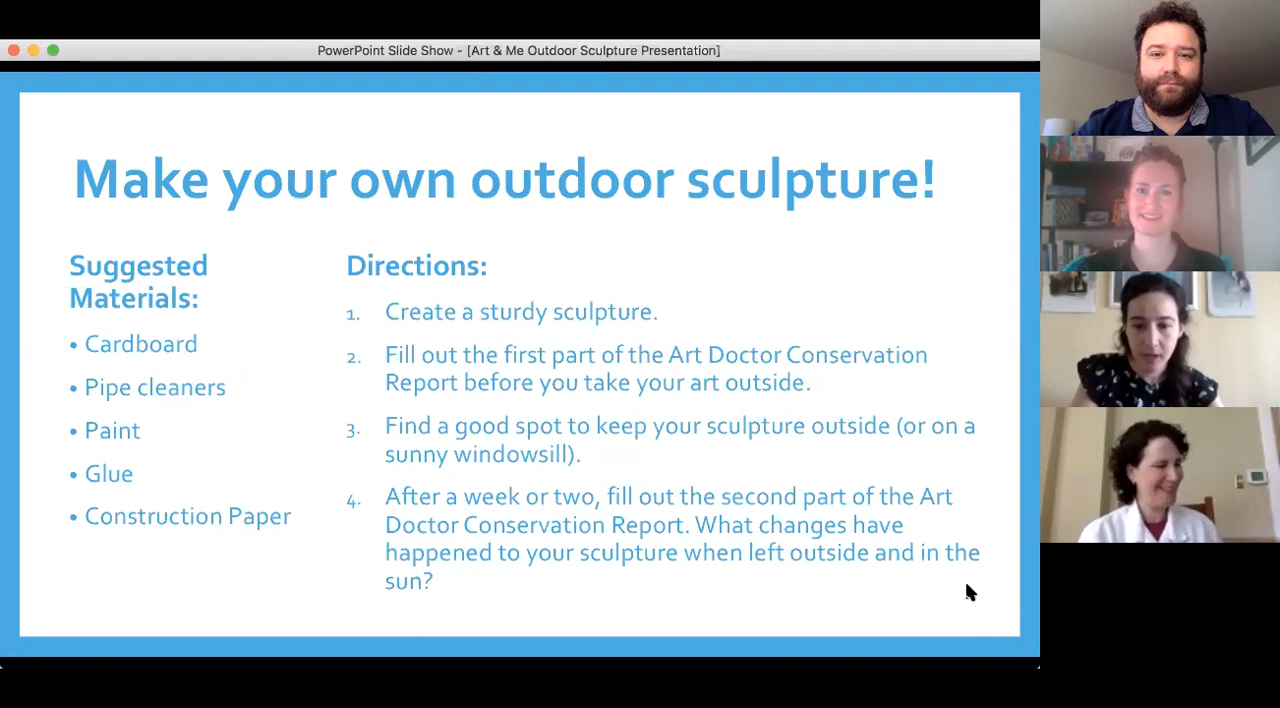 PowerPoint Slide Show - [Art & Me Outdoor Sculpture Presentation]
Make your own outdoor sculpture!
Suggested
Materials:
• Cardboard
• Pipe cleaners
• Paint
• Glue
• Construction Paper
Directions:
1. Create a sturdy sculpture.
2. Fill out the first part of the Art Doctor Conservation
Report before you take your art outside.
3. Find a good spot to keep your sculpture outside (or on a
sunny windowsill).
4. After a week or two, fill out the second part of the Art
Doctor Conservation Report. What changes have
happened to your sculpture when left outside and in the
sun?